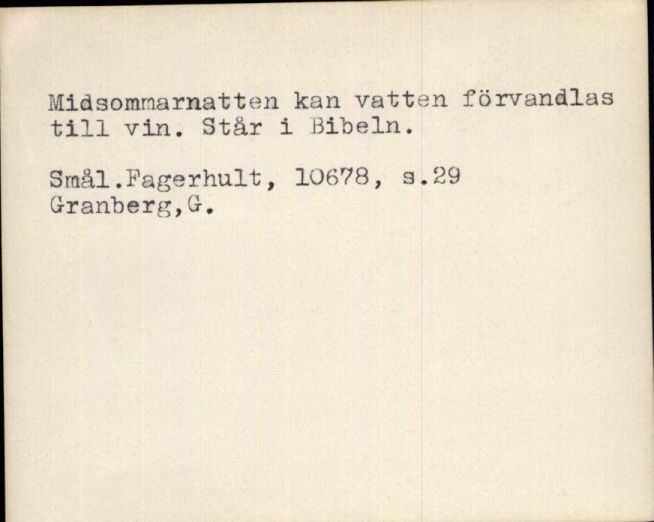 Midsommarnatten kan vatten förvandlas
till vin. Står i Bibeln.
Smål.Fagerhult, 10678, s.29
Granberg,G.